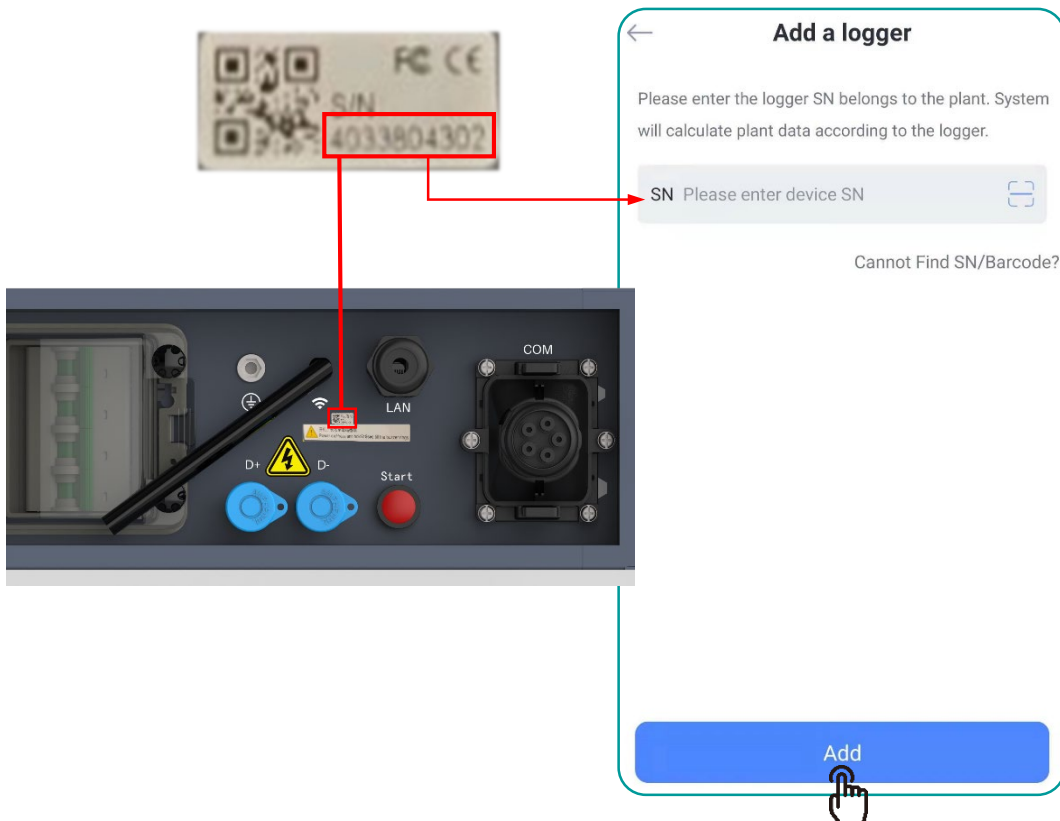 FC CE
S/N
4033804302
Add a logger
Please enter the logger SN belongs to the plant. System
will calculate plant data according to the logger.
SN Please enter device SN
Cannot Find SN/Barcode?
COM
LAN
D+
D-
Start
Add